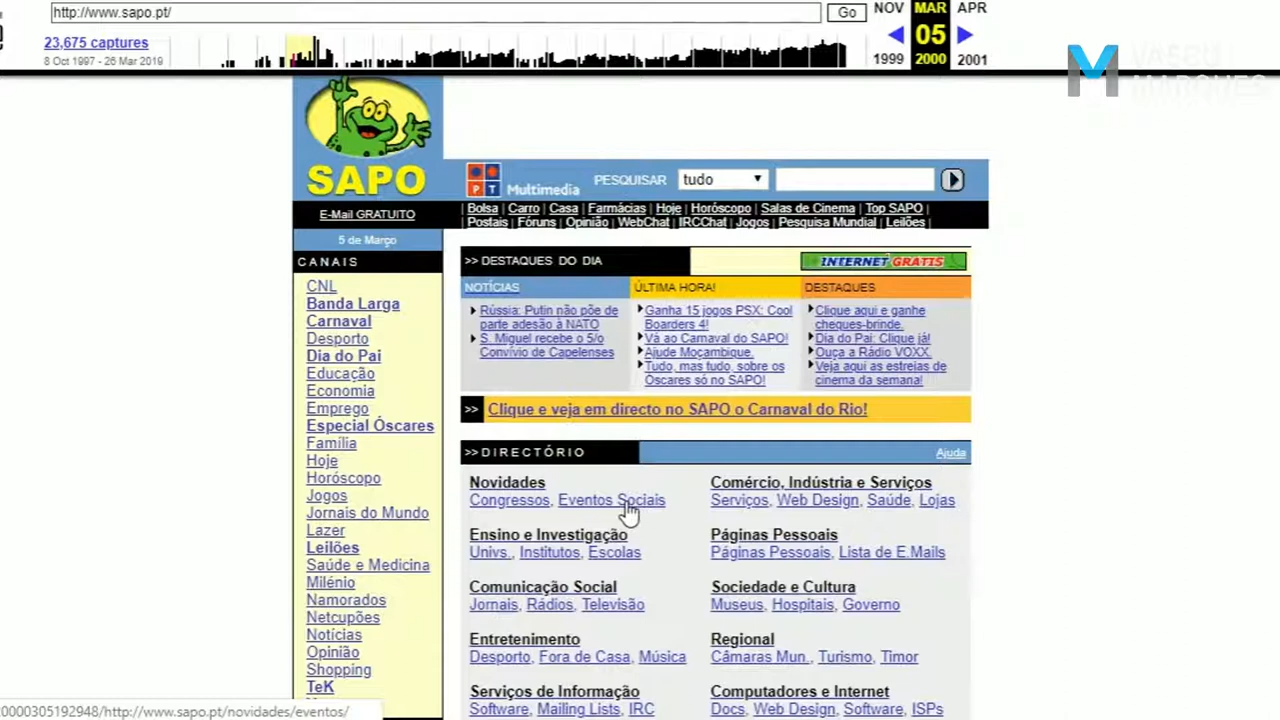 http://www.sapo.pt/
Go
NOV MAR APR
23,675 captures
05
8 Oct 1997 - 26 Mar 2019
1999 2000 2001
VASCO
MARQUES
SAPO
PT Multimedia
PESQUISAR tudo
E-Mail GRATUITO
Bolsa | Carro | Casa | Farmácias | Hoje | Horóscopo | Salas de Cinema | Top SAPO |
Postais | Fóruns | Opinião | WebChat | IRCChat | Jogos | Pesquisa Mundial | Leilões |
5 de Março
CANAIS
CNL
Banda Larga
Carnaval
Desporto
Dia do Pai
Educação
Economia
Emprego
Especial Óscares
Família
Hoje
Horóscopo
Jogos
Jornais do Mundo
Lazer
Leilões
Saúde e Medicina
Milénio
Namorados
Netcupões
Notícias
Opinião
Shopping
TeK
>> DESTAQUES DO DIA
INTERNET GRATIS
NOTÍCIAS
Rússia: Putin não põe de
parte adesão à NATO
S. Miguel recebe o 5/o
Convívio de Capelenses
ÚLTIMA HORA!
Ganha 15 jogos PSX: Cool
Boarders 4!
Vá ao Carnaval do SAPO!
Ajude Moçambique.
Tudo, mas tudo, sobre os
Óscares só no SAPO!
DESTAQUES
Clique aqui e ganhe
cheques-brinde.
Dia do Pai: Clique já!
Ouça a Rádio VOXX.
Veja aqui as estreias de
cinema da semana!
>> Clique e veja em directo no SAPO o Carnaval do Rio!
>> DIRECTÓRIO
Ajuda
Novidades
Congressos, Eventos Sociais
Comércio, Indústria e Serviços
Serviços, Web Design, Saúde, Lojas
Ensino e Investigação
Univs., Institutos, Escolas
Páginas Pessoais
Páginas Pessoais, Lista de E.Mails
Comunicação Social
Jornais, Rádios, Televisão
Sociedade e Cultura
Museus, Hospitais, Governo
Entretenimento
Desporto, Fora de Casa, Música
Regional
Câmaras Mun., Turismo, Timor
Serviços de Informação
Software, Mailing Lists, IRC
Computadores e Internet
Docs, Web Design, Software, ISPs
20000305192948/http://www.sapo.pt/novidades/eventos/